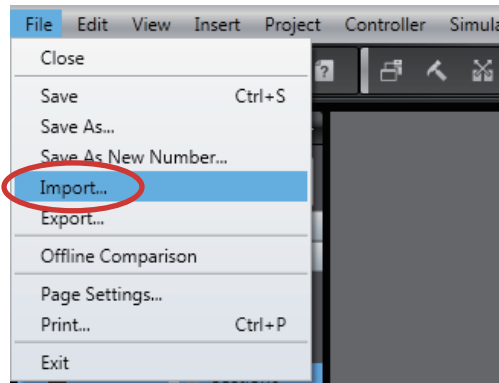 File Edit View Insert Project Controller
Close
Save Ctrl+S
Save As...
Save As New Number...
Import...
Export...
Offline Comparison
Page Settings...
Print... Ctrl+P
Exit